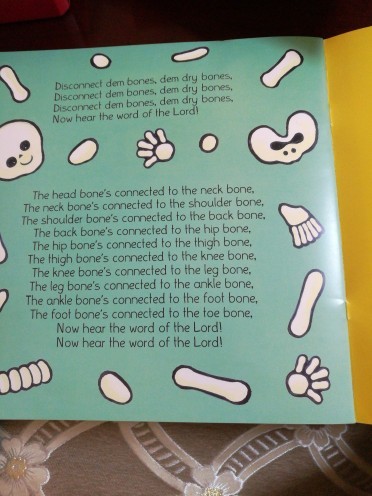 Disconnect dem bones, dem dry bones,
Disconnect dem bones, dem dry bones,
Disconnect dem bones, dem dry bones,
Now hear the word of the Lord!
The head bone's connected to the neck bone,
The neck bone's connected to the shoulder bone,
The shoulder bone's connected to the back bone,
The back bone's connected to the hip bone,
The hip bone's connected to the thigh bone,
The thigh bone's connected to the knee bone,
The knee bone's connected to the leg bone,
The leg bone's connected to the ankle bone,
The ankle bone's connected to the foot bone,
The foot bone's connected to the toe bone,
Now hear the word of the Lord!
Now hear the word of the Lord!